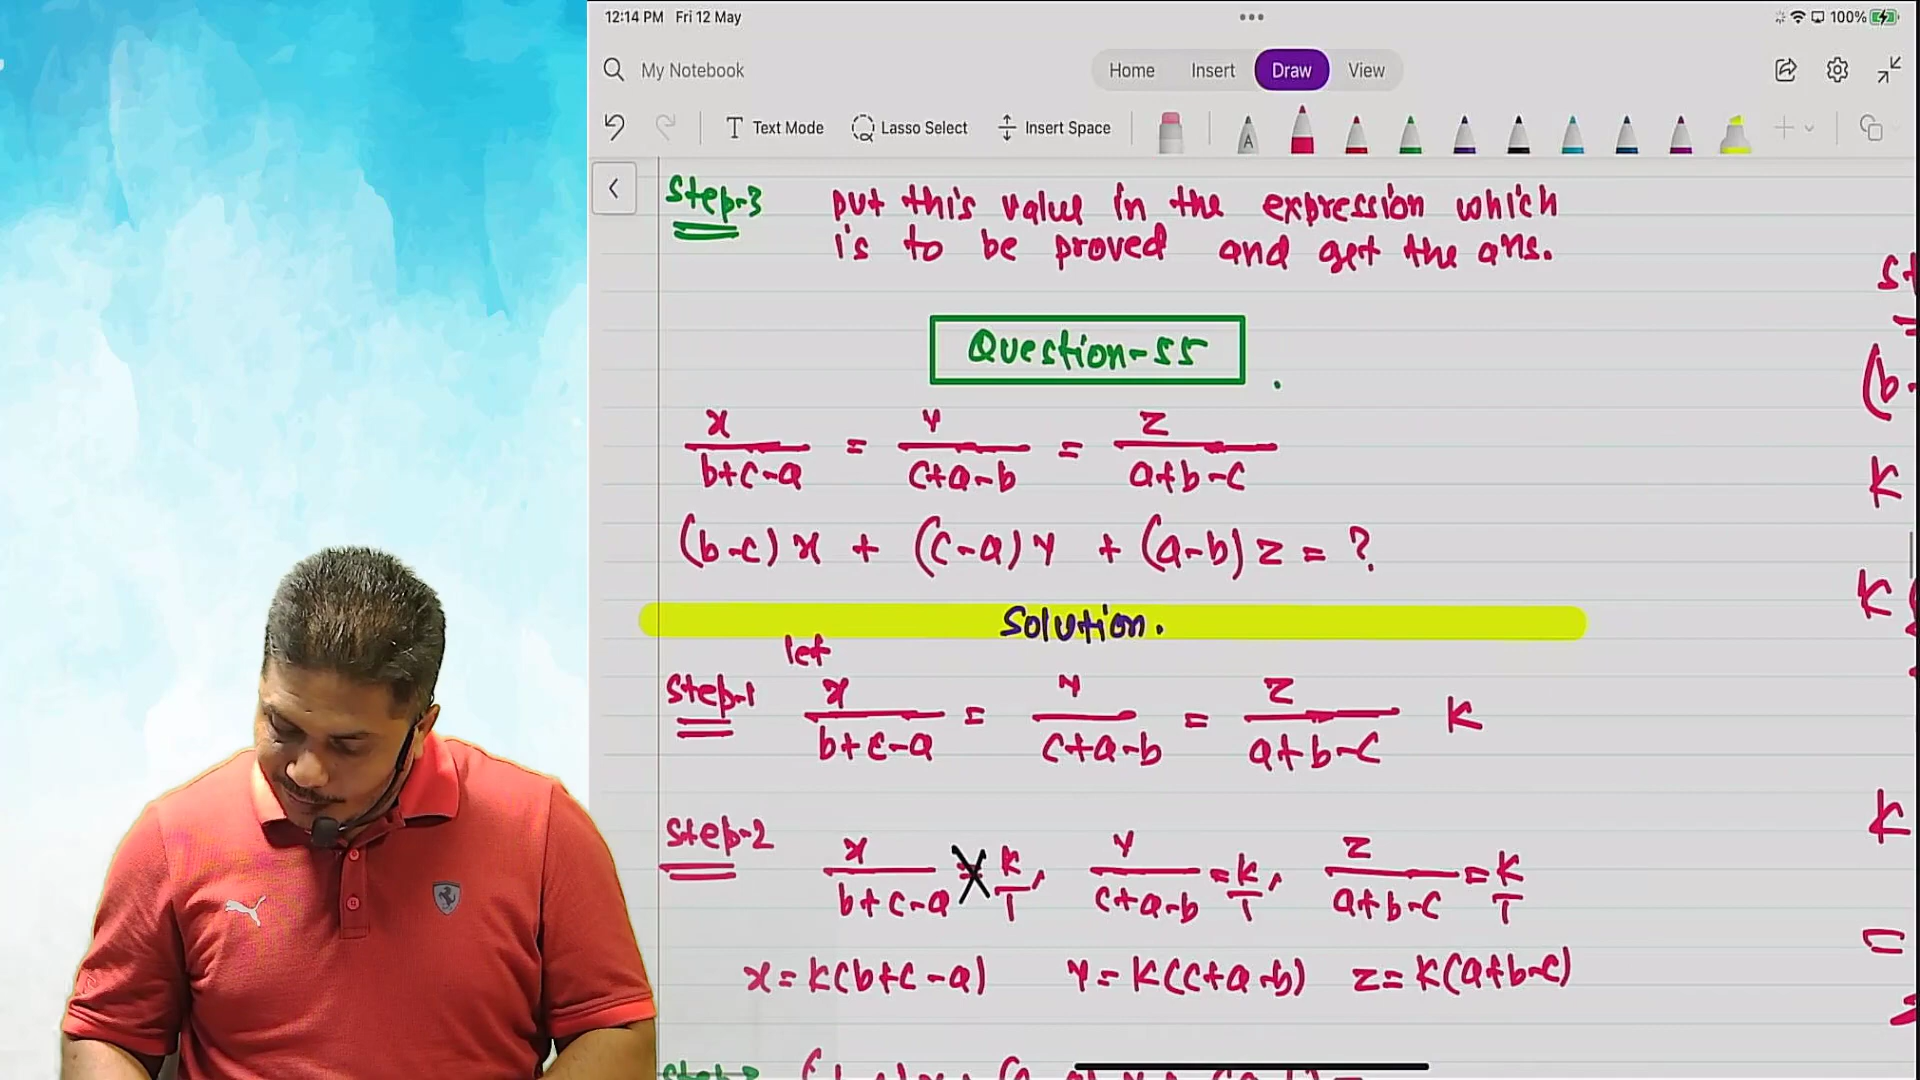 12:14 PM Fri 12 May
100%
My Notebook
Home Insert Draw View
Text Mode Lasso Select Insert Space
A
Step-3 put this value in the expression which
is to be proved and get the ans.
Question-55
x/(b+c-a) = y/(c+a-b) = z/(a+b-c)
(b-c)x + (c-a)y + (a-b)z = ?
Solution.
let
Step-1 x/(b+c-a) = y/(c+a-b) = z/(a+b-c) K
Step-2 x/(b+c-a) = K/1, y/(c+a-b) = K/1, z/(a+b-c) = K/1
x=K(b+c-a) y=K(c+a-b) z=K(a+b-c)
(b-
K
K
K
=